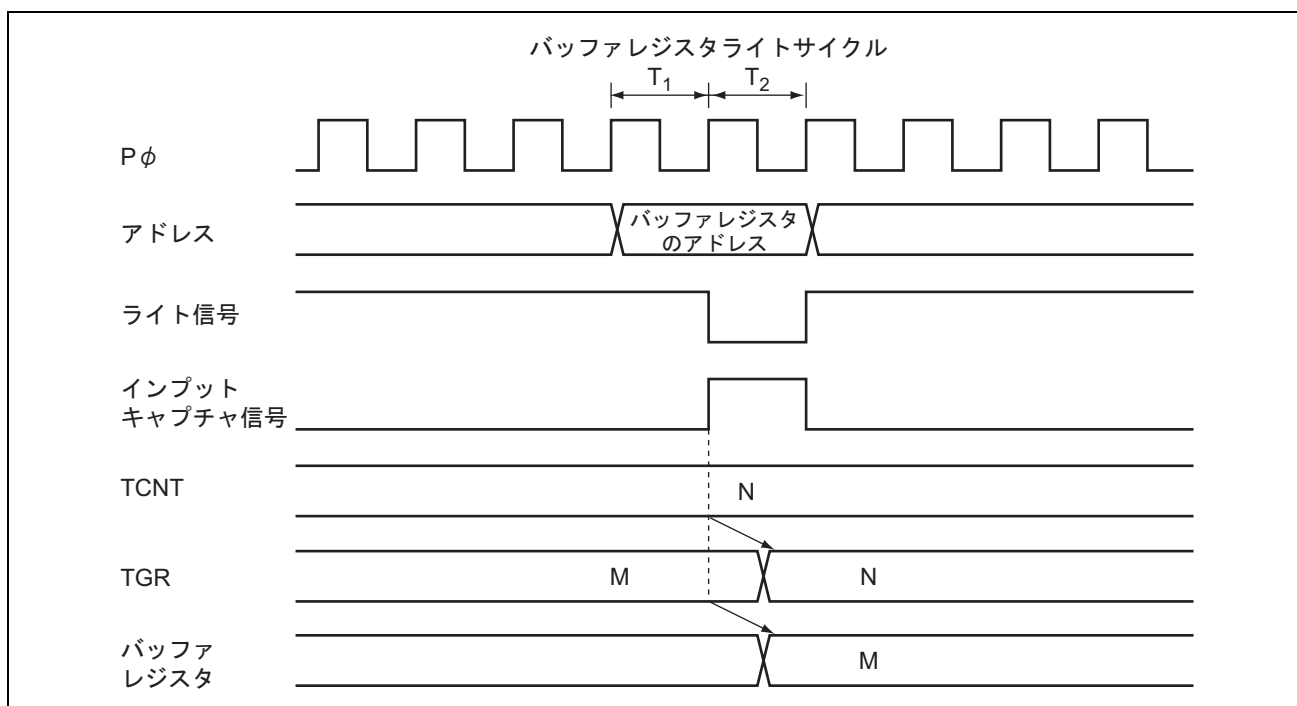 バッファレジスタライトサイクル
T1 T2
Pφ
アドレス
バッファレジスタ
のアドレス
ライト信号
インプット
キャプチャ信号
TCNT
N
TGR
M N
バッファ
レジスタ
M